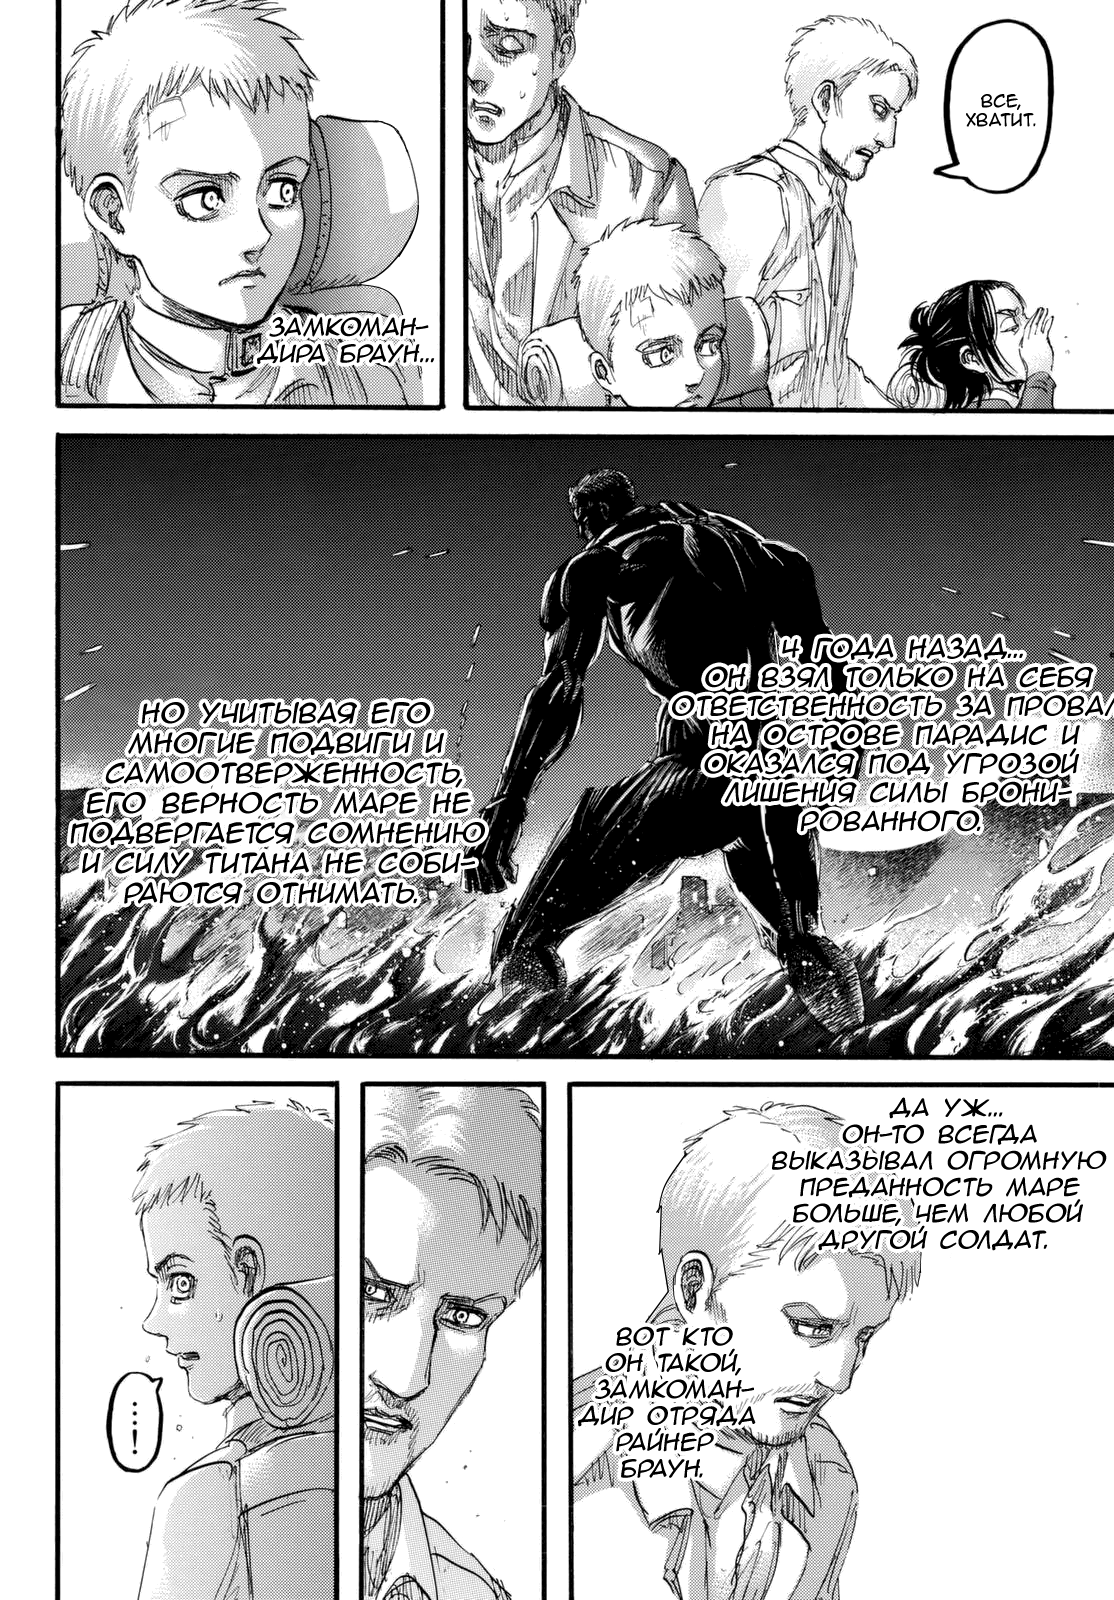 ВСЕ,
ХВАТИТ.
ЗАМКОМАН-
ДИРА БРАУН...
4 ГОДА НАЗАД...
ОН ВЗЯЛ ТОЛЬКО НА СЕБЯ
ОТВЕТСТВЕННОСТЬ ЗА ПРОВАЛ
НА ОСТРОВЕ ПАРАДИС И
ОКАЗАЛСЯ ПОД УГРОЗОЙ
ЛИШЕНИЯ СИЛЫ БРОНИ-
РОВАННОГО.
НО УЧИТЫВАЯ ЕГО
МНОГИЕ ПОДВИГИ И
САМООТВЕРЖЕННОСТЬ,
ЕГО ВЕРНОСТЬ МАРЕ НЕ
ПОДВЕРГАЕТСЯ СОМНЕНИЮ
И СИЛУ ТИТАНА НЕ СОБИ-
РАЮТСЯ ОТНИМАТЬ.
ДА УЖ...
ОН-ТО ВСЕГДА
ВЫКАЗЫВАЛ ОГРОМНУЮ
ПРЕДАННОСТЬ МАРЕ
БОЛЬШЕ, ЧЕМ ЛЮБОЙ
ДРУГОЙ СОЛДАТ.
ВОТ КТО
ОН ТАКОЙ,
ЗАМКОМАН-
ДИР ОТРЯДА
РАЙНЕР
БРАУН.
......!